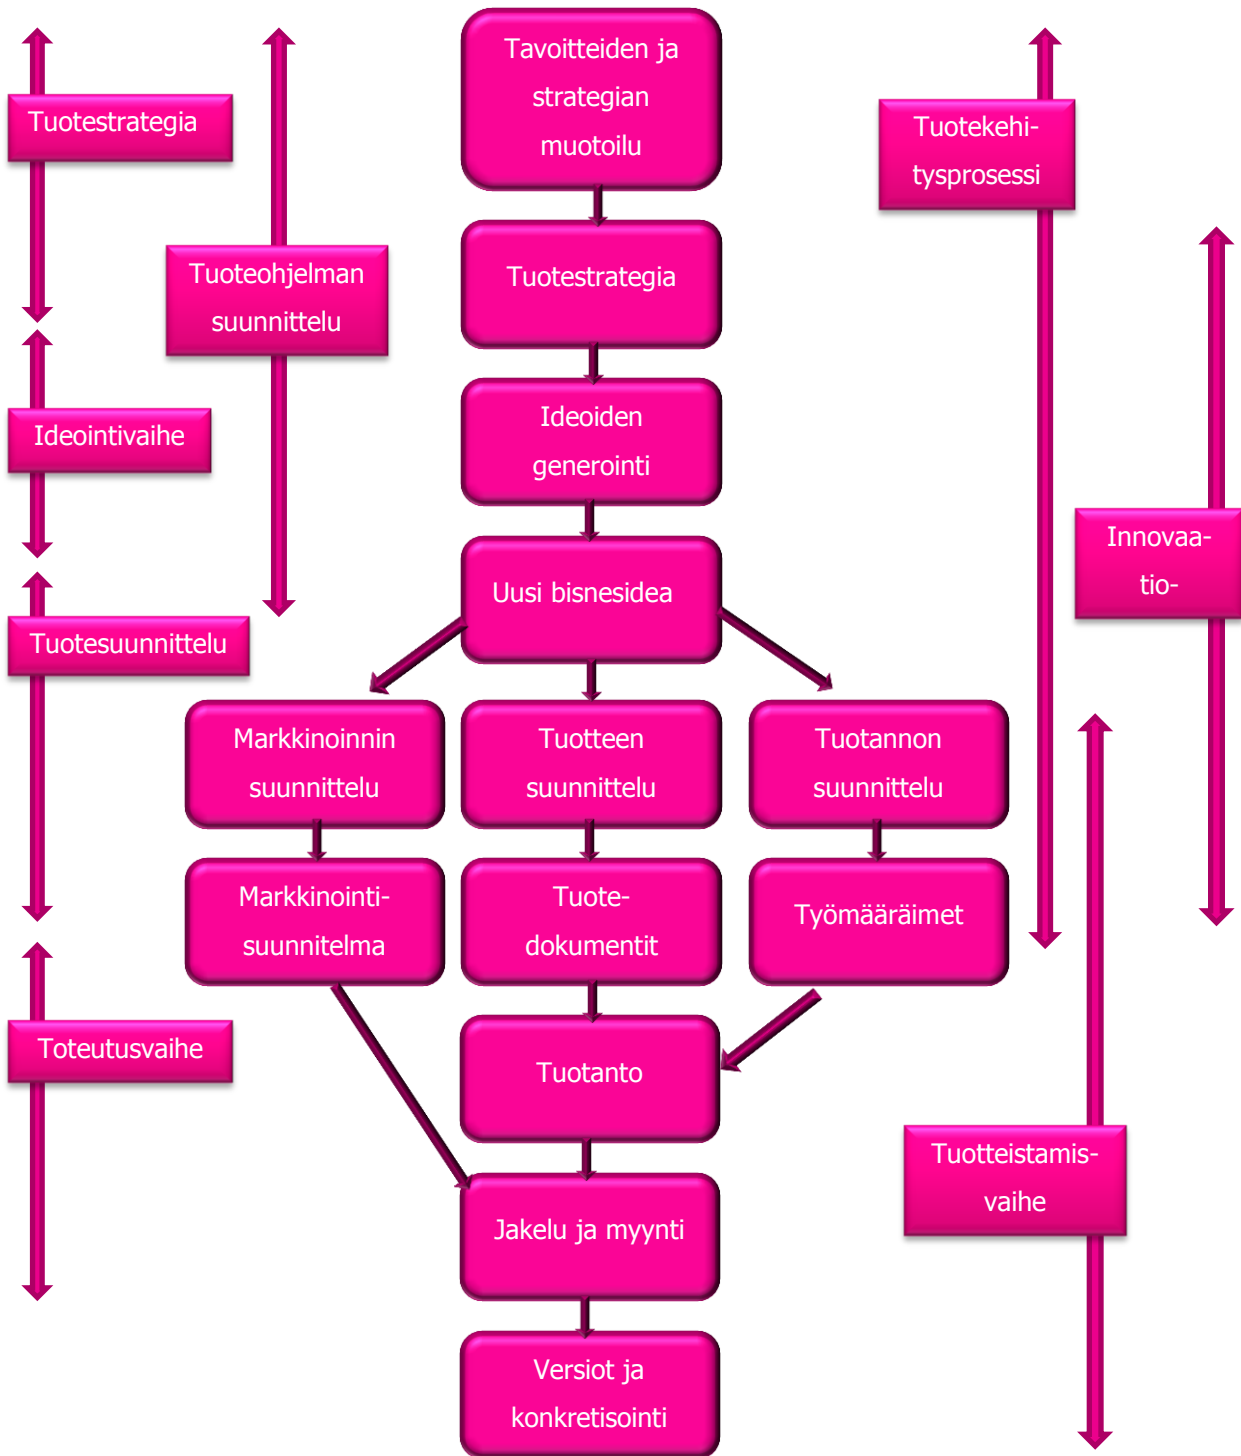 Tavoitteiden ja
strategian
muotoilu
Tuotestrategia
Tuotekehi-
tysprosessi
Tuoteohjelman
suunnittelu
Tuotestrategia
Ideointivaihe
Ideoiden
generointi
Innovaa-
tio-
Uusi bisnesidea
Tuotesuunnittelu
Markkinoinnin
suunnittelu
Tuotteen
suunnittelu
Tuotannon
suunnittelu
Markkinointi-
suunnitelma
Tuote-
dokumentit
Työmääräimet
Toteutusvaihe
Tuotanto
Tuotteistamis-
vaihe
Jakelu ja myynti
Versiot ja
konkretisointi